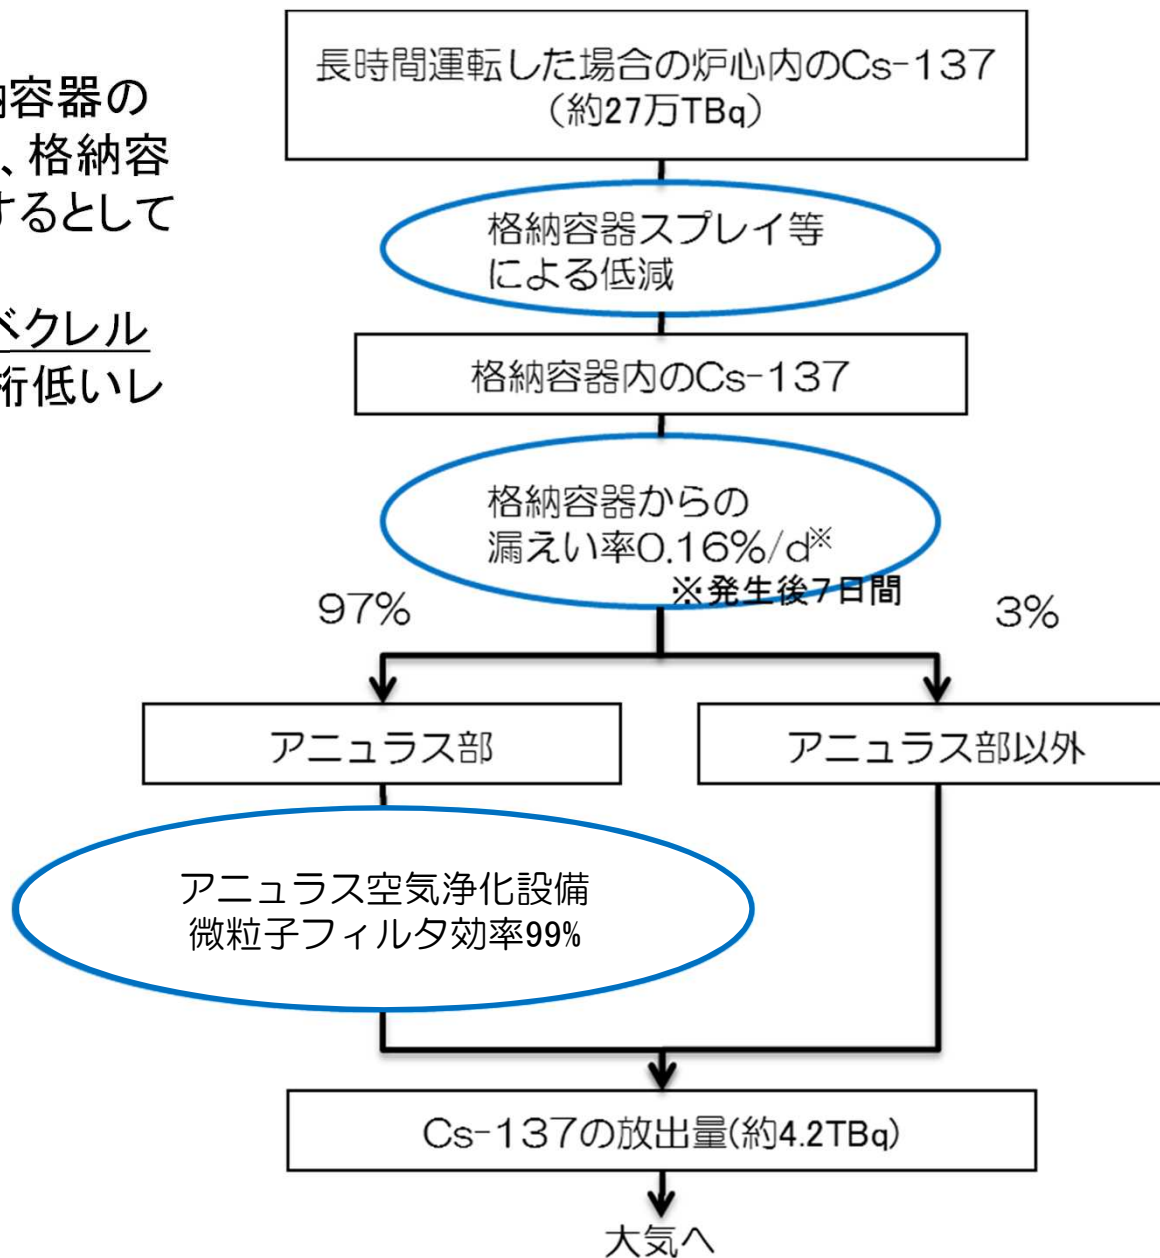 納容器の
、格納容
するとして
ベクレル
桁低いレ
長時間運転した場合の炉心内のCs-137
（約27万TBq）
格納容器スプレイ等
による低減
格納容器内のCs-137
格納容器からの
漏えい率0.16%/d※
※発生後7日間
97%
3%
アニュラス部
アニュラス部以外
アニュラス空気浄化設備
微粒子フィルタ効率99%
Cs-137の放出量(約4.2TBq)
大気へ